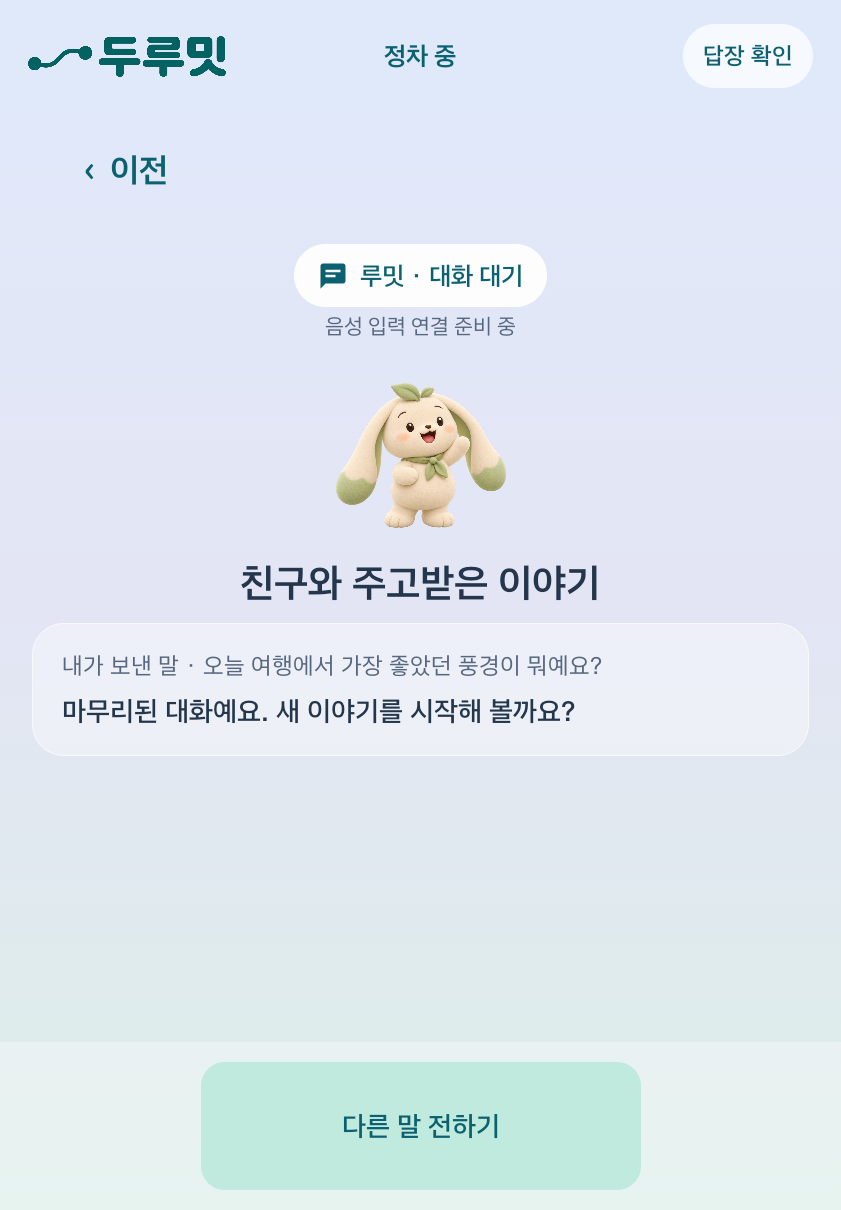 두루밋
정차 중
답장 확인
‹ 이전
루밋 · 대화 대기
음성 입력 연결 준비 중
친구와 주고받은 이야기
내가 보낸 말 · 오늘 여행에서 가장 좋았던 풍경이 뭐예요?
마무리된 대화예요. 새 이야기를 시작해 볼까요?
다른 말 전하기